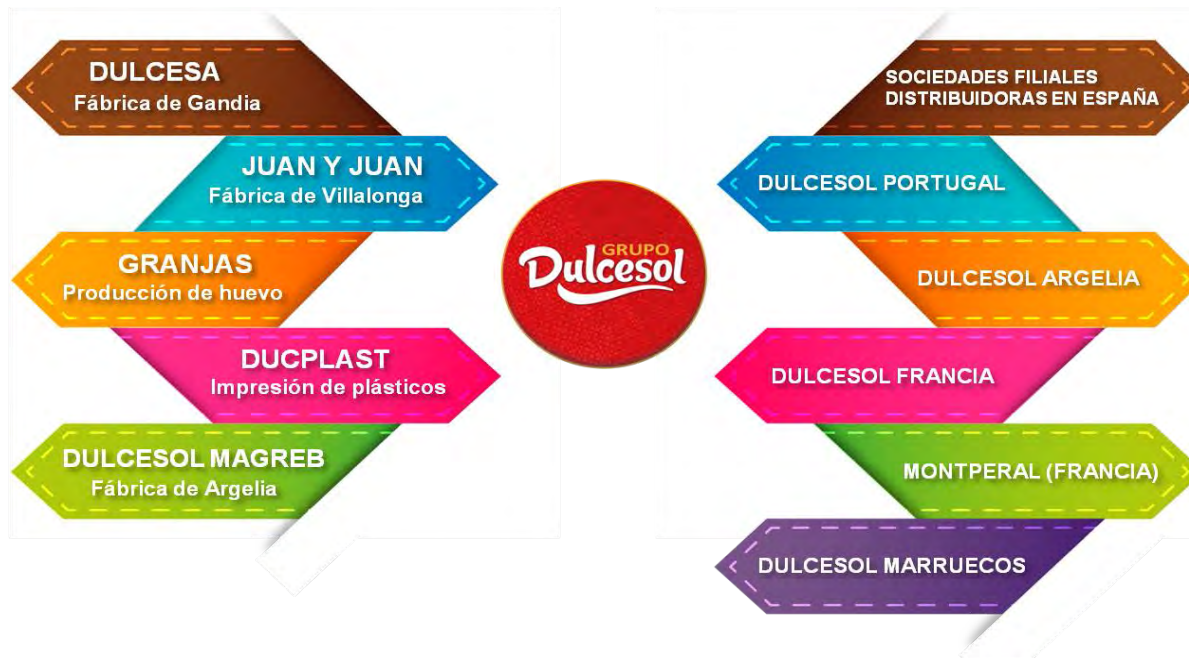 DULCESA
Fábrica de Gandia
JUAN Y JUAN
Fábrica de Villalonga
GRANJAS
Producción de huevo
DUCPLAST
Impresión de plásticos
DULCESOL MAGREB
Fábrica de Argelia
GRUPO
Dulcesol
SOCIEDADES FILIALES
DISTRIBUIDORAS EN ESPAÑA
DULCESOL PORTUGAL
DULCESOL ARGELIA
DULCESOL FRANCIA
MONTPERAL (FRANCIA)
DULCESOL MARRUECOS